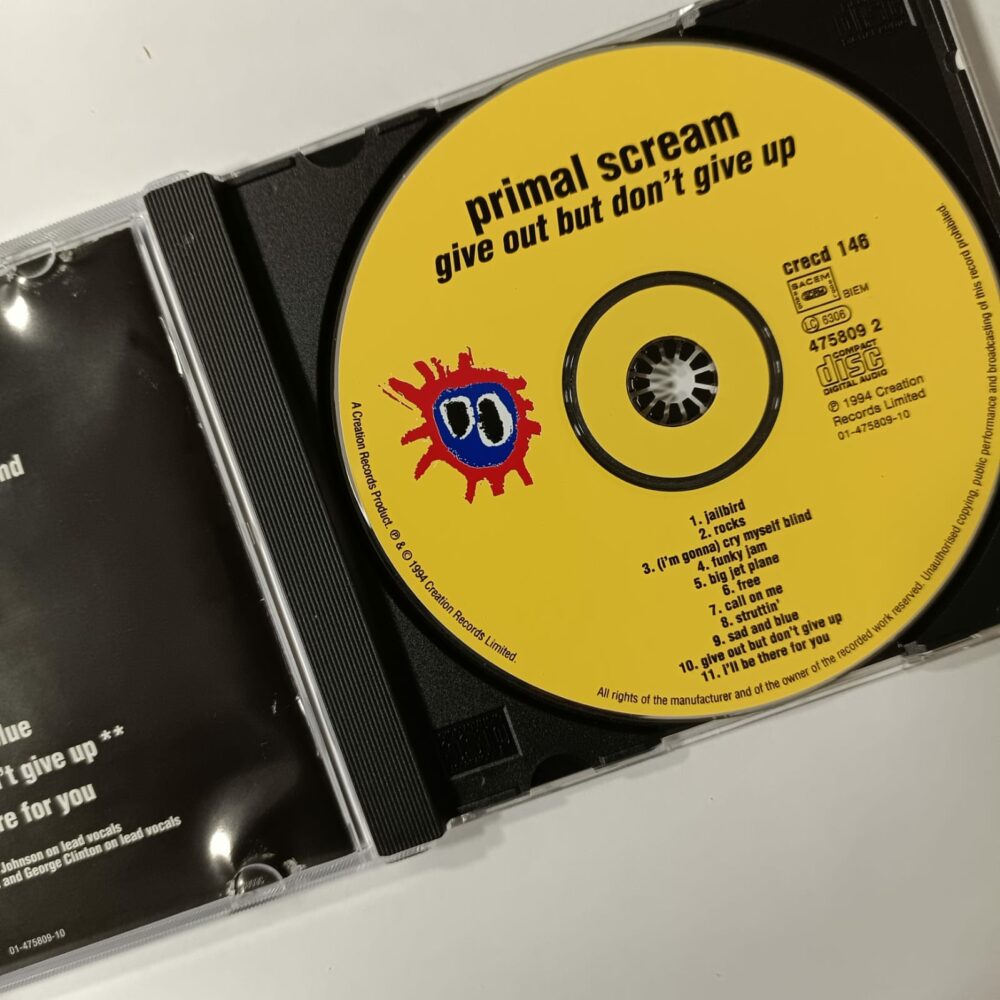 primal scream
give out but don't give up
crecd 146
SACEM
BIEM
LC 6306
475809 2
COMPACT
disc
DIGITAL AUDIO
℗ 1994 Creation
Records Limited
01-475809-10
1. jailbird
2. rocks
3. (i'm gonna) cry myself blind
4. funky jam
5. big jet plane
6. free
7. call on me
8. struttin'
9. sad and blue
10. give out but don't give up
11. I'll be there for you
A Creation Records Product. ℗ & © 1994 Creation Records Limited.
All rights of the manufacturer and of the owner of the recorded work reserved. Unauthorised copying, public performance and broadcasting of this record prohibited.
nd
lue
't give up **
re for you
Johnson on lead vocals
and George Clinton on lead vocals
01-475809-10